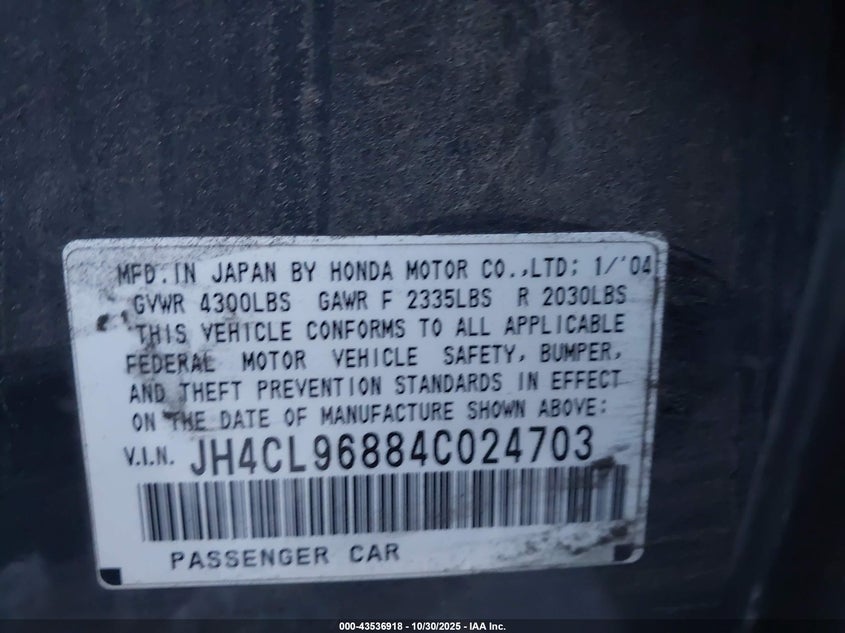 MFD.IN JAPAN BY HONDA MOTOR CO.,LTD: 1/'04
GVWR 4300LBS GAWR F 2335LBS R 2030LBS
THIS VEHICLE CONFORMS TO ALL APPLICABLE
FEDERAL MOTOR VEHICLE SAFETY, BUMPER,
AND THEFT PREVENTION STANDARDS IN EFFECT
ON THE DATE OF MANUFACTURE SHOWN ABOVE:
V.I.N. JH4CL96884C024703
PASSENGER CAR
000-43536918 - 10/30/2025 - IAA Inc.